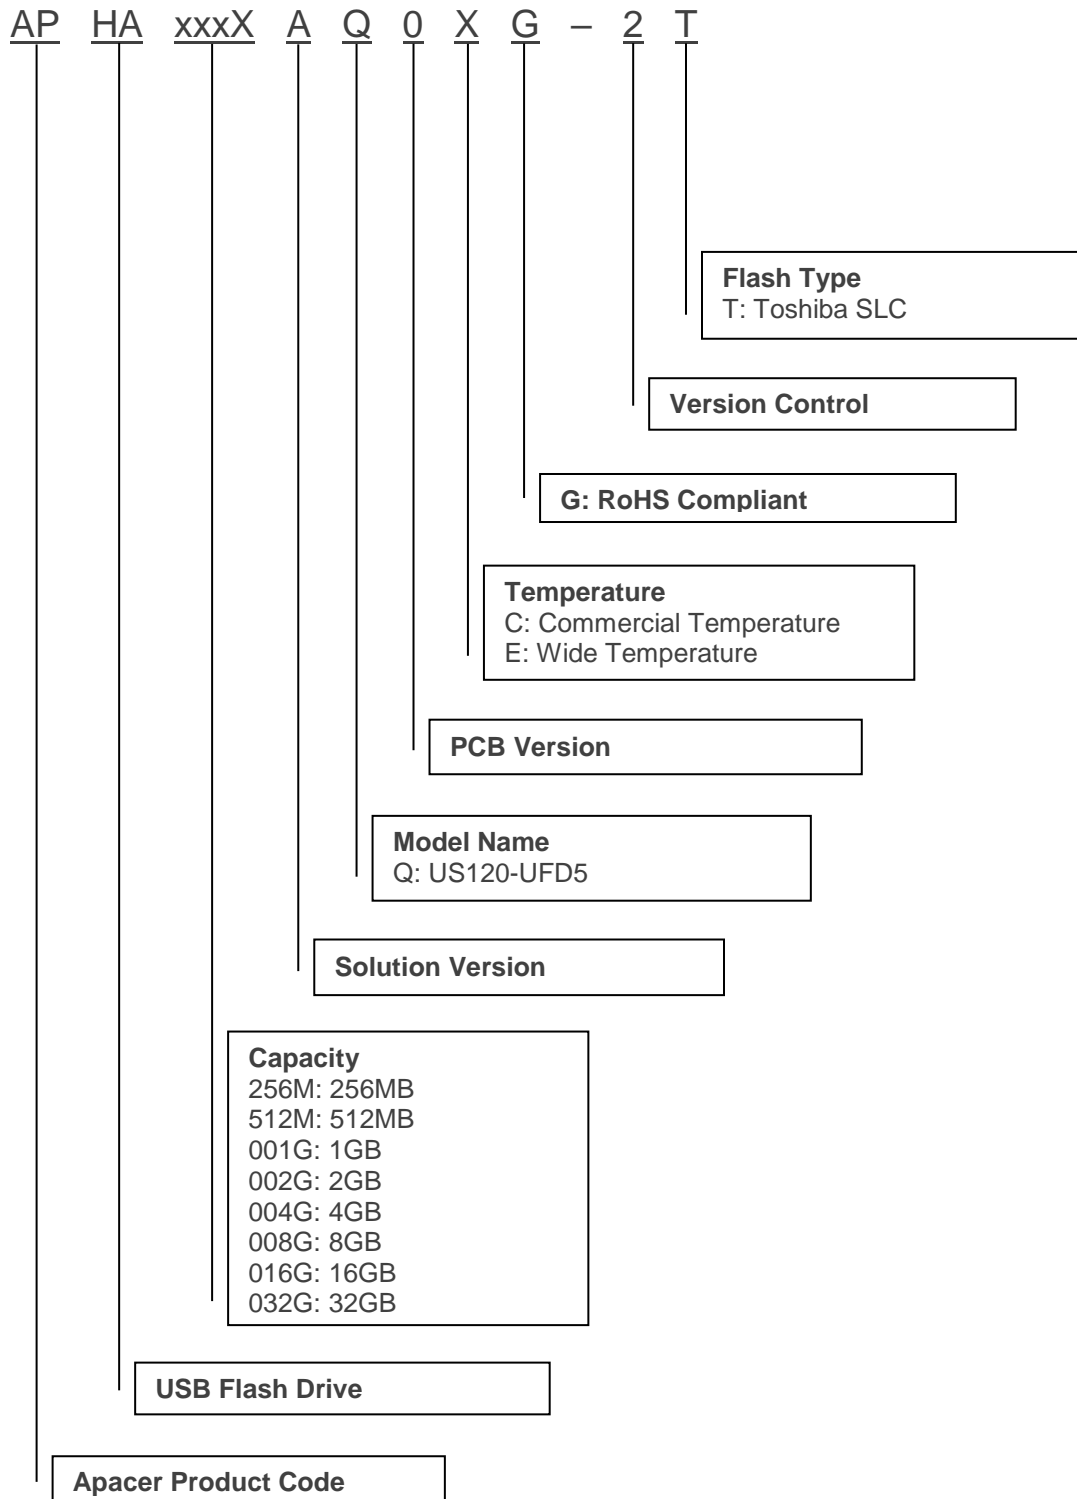 AP HA xxxX A Q 0 X G – 2 T
Flash Type
T: Toshiba SLC
Version Control
G: RoHS Compliant
Temperature
C: Commercial Temperature
E: Wide Temperature
PCB Version
Model Name
Q: US120-UFD5
Solution Version
Capacity
256M: 256MB
512M: 512MB
001G: 1GB
002G: 2GB
004G: 4GB
008G: 8GB
016G: 16GB
032G: 32GB
USB Flash Drive
Apacer Product Code